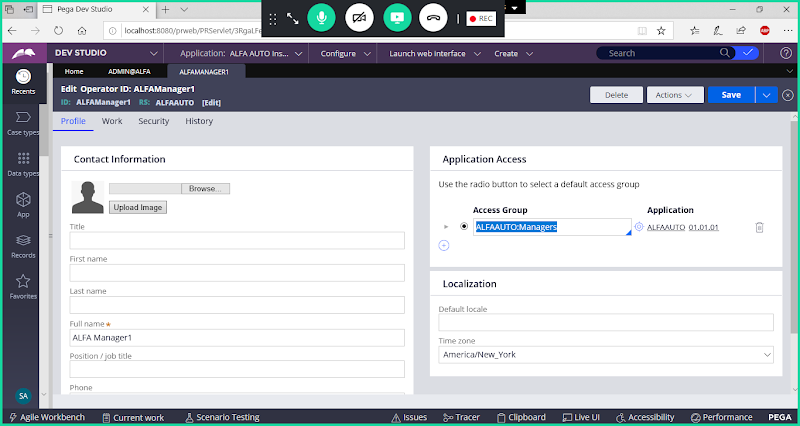 Pega Dev Studio
REC
localhost:8080/prweb/PRServlet/3RgaLFe
DEV STUDIO
Application: ALFA AUTO Ins...
Configure
Launch web interface
Create
Search
Home
ADMIN@ALFA
ALFAMANAGER1
Recents
Case types
Data types
App
Records
Favorites
SA
Edit Operator ID: ALFAManager1
ID: ALFAManager1 RS: ALFAAUTO [Edit]
Delete
Actions
Save
Profile
Work
Security
History
Contact Information
Browse...
Upload Image
Title
First name
Last name
Full name
ALFA Manager1
Position / job title
Phone
Application Access
Use the radio button to select a default access group
Access Group
Application
ALFAAUTO:Managers
ALFAAUTO 01.01.01
Localization
Default locale
Time zone
America/New_York
Agile Workbench
Current work
Scenario Testing
Issues
Tracer
Clipboard
Live UI
Accessibility
Performance
PEGA